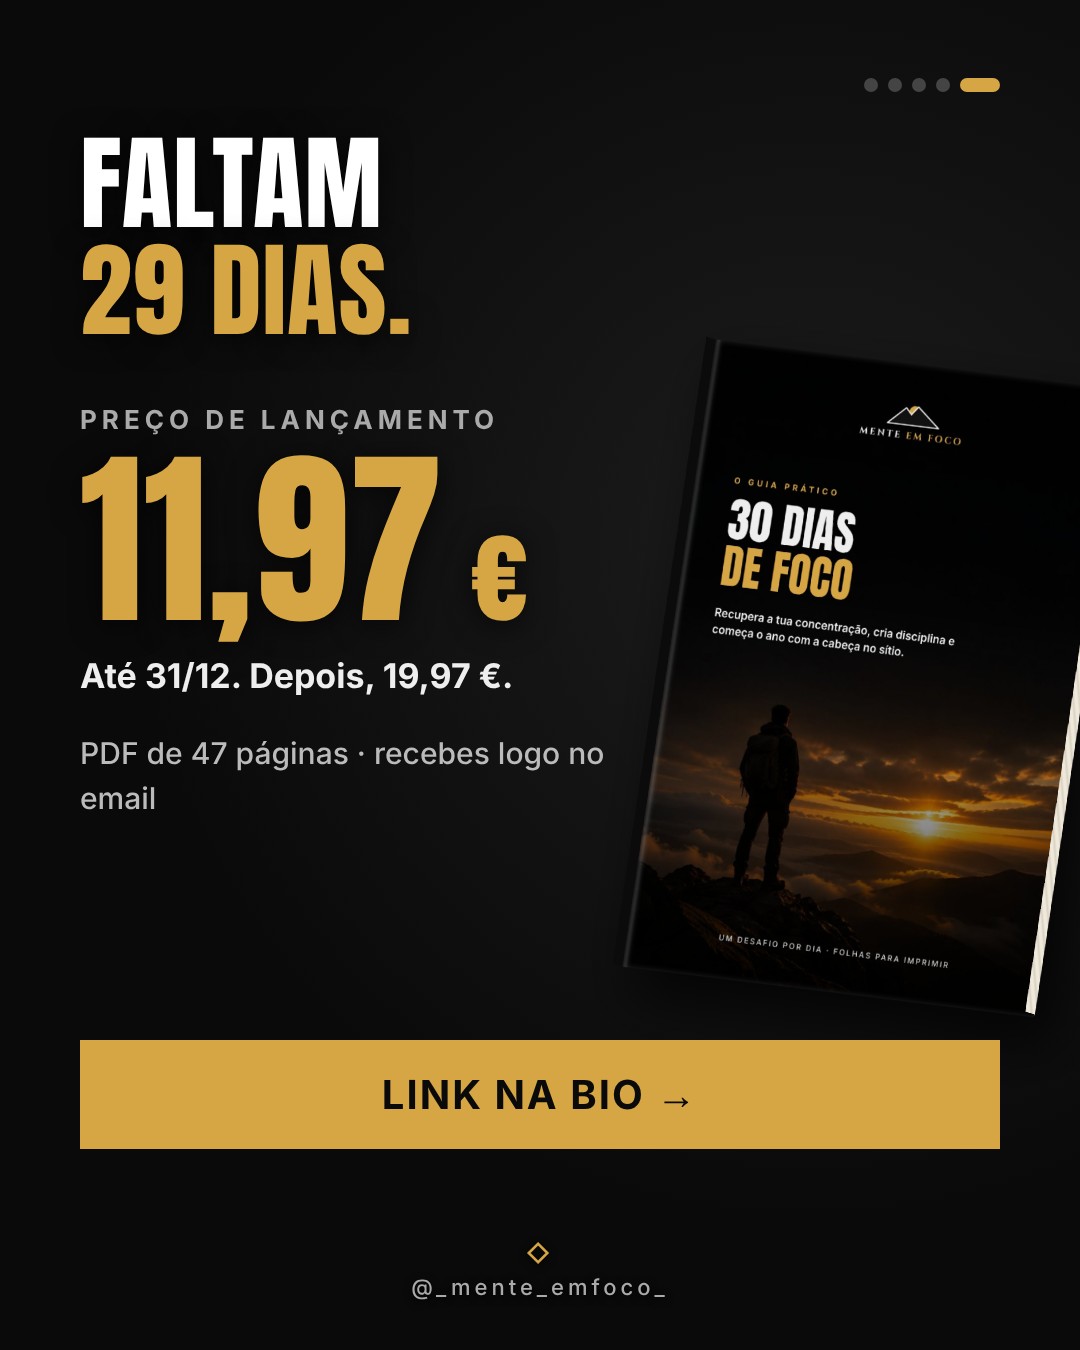 FALTAM
29 DIAS.
PREÇO DE LANÇAMENTO
11,97 €
Até 31/12. Depois, 19,97 €.
PDF de 47 páginas · recebes logo no
email
MENTE EM FOCO
O GUIA PRÁTICO
30 DIAS
DE FOCO
Recupera a tua concentração, cria disciplina e
começa o ano com a cabeça no sítio.
UM DESAFIO POR DIA · FOLHAS PARA IMPRIMIR
LINK NA BIO →
@_mente_emfoco_